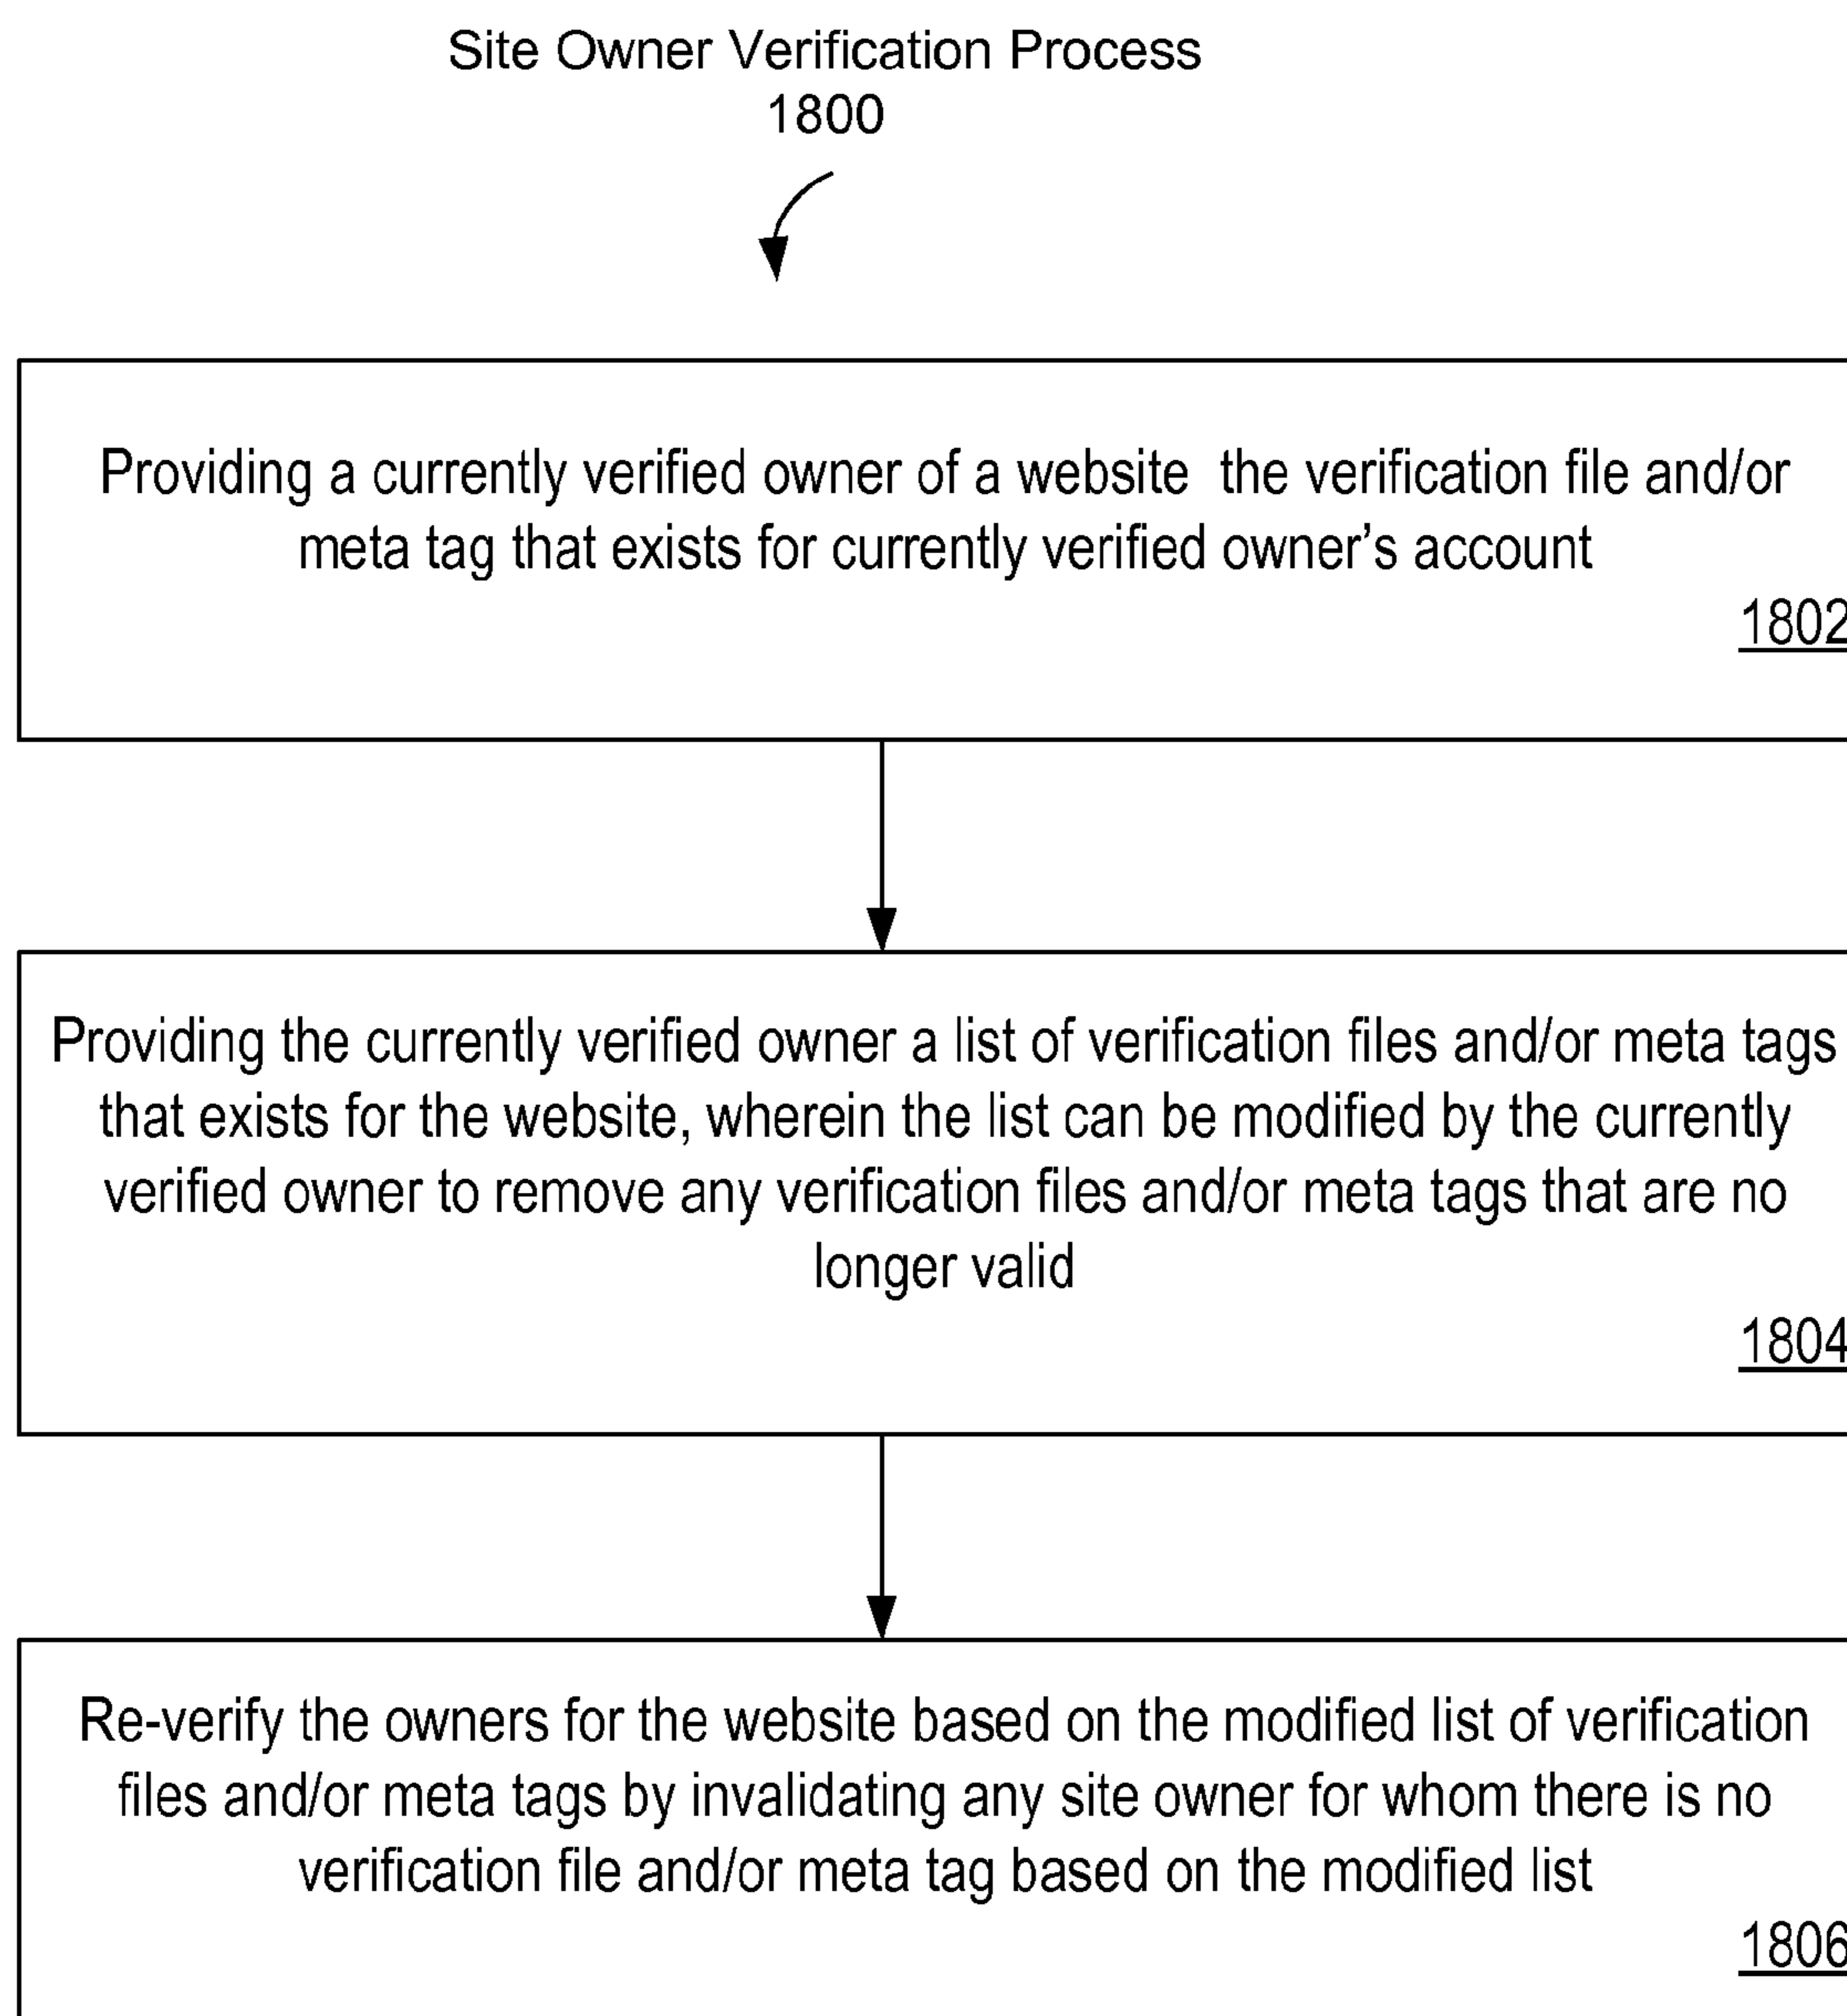 Site Owner Verification Process
1800
Providing a currently verified owner of a website the verification file and/or
meta tag that exists for currently verified owner's account
1802
Providing the currently verified owner a list of verification files and/or meta tags
that exists for the website, wherein the list can be modified by the currently
verified owner to remove any verification files and/or meta tags that are no
longer valid
1804
Re-verify the owners for the website based on the modified list of verification
files and/or meta tags by invalidating any site owner for whom there is no
verification file and/or meta tag based on the modified list
1806